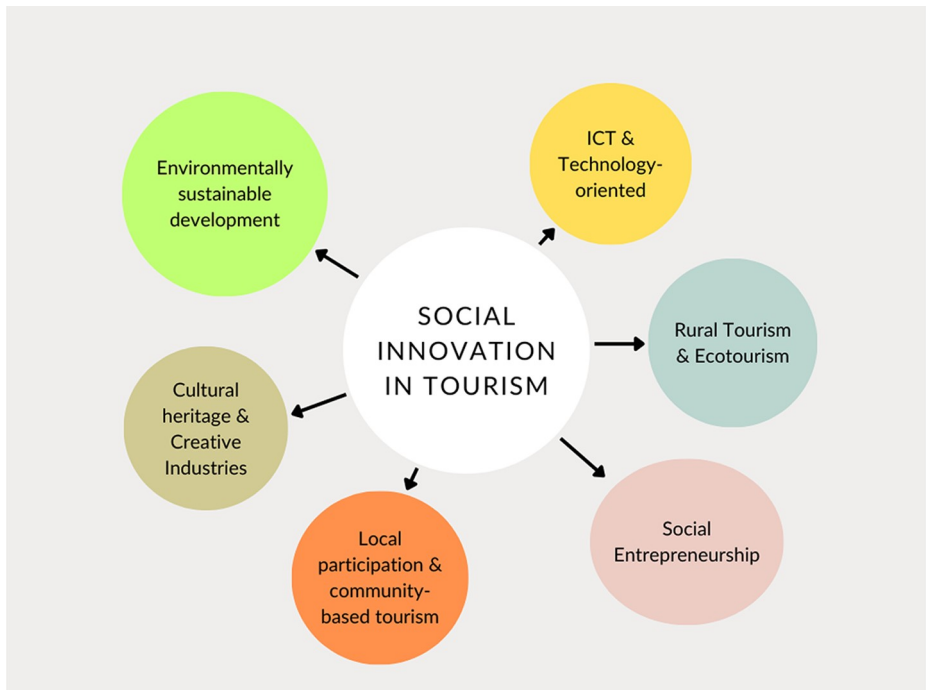 Environmentally
sustainable
development
ICT &
Technology-
oriented
SOCIAL
INNOVATION
IN TOURISM
Rural Tourism
& Ecotourism
Cultural
heritage &
Creative
Industries
Local
participation &
community-
based tourism
Social
Entrepreneurship